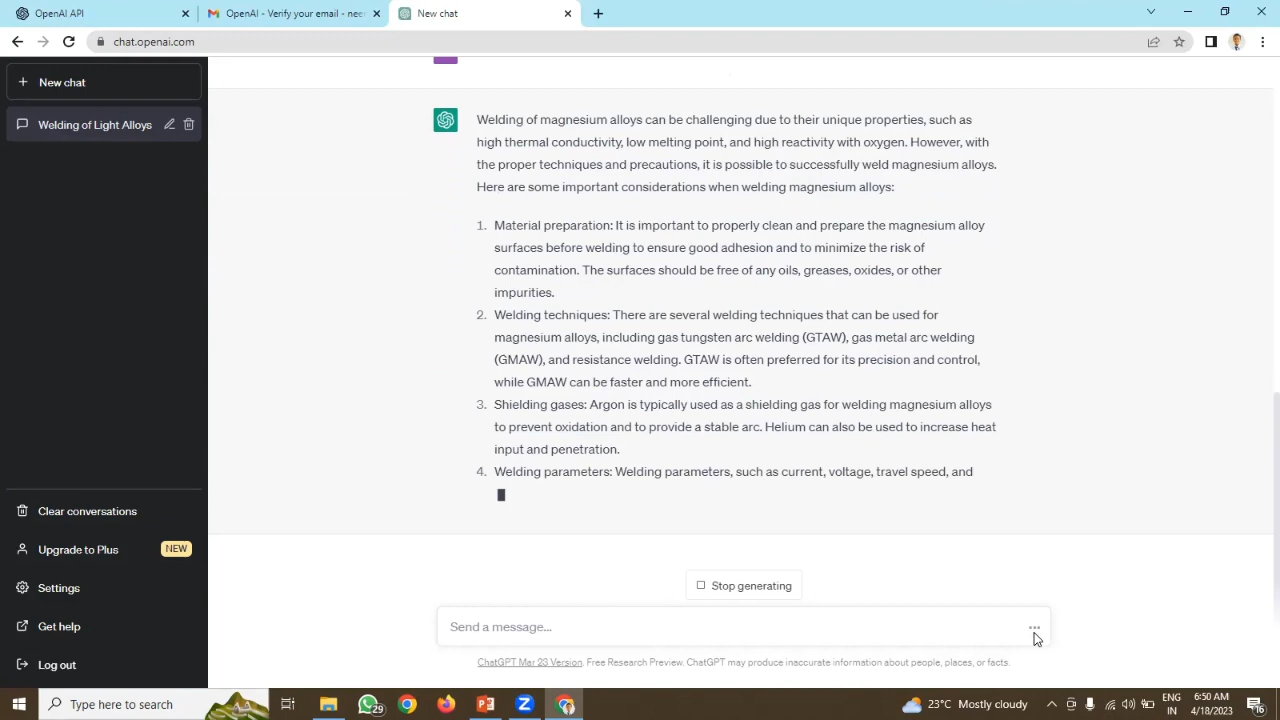 OpenAI API
OpenAI - Verify your email - nee
New chat
chat.openai.com
New chat
Welding of Light Alloys
Welding of magnesium alloys can be challenging due to their unique properties, such as
high thermal conductivity, low melting point, and high reactivity with oxygen. However, with
the proper techniques and precautions, it is possible to successfully weld magnesium alloys.
Here are some important considerations when welding magnesium alloys:
1. Material preparation: It is important to properly clean and prepare the magnesium alloy
surfaces before welding to ensure good adhesion and to minimize the risk of
contamination. The surfaces should be free of any oils, greases, oxides, or other
impurities.
2. Welding techniques: There are several welding techniques that can be used for
magnesium alloys, including gas tungsten arc welding (GTAW), gas metal arc welding
(GMAW), and resistance welding. GTAW is often preferred for its precision and control,
while GMAW can be faster and more efficient.
3. Shielding gases: Argon is typically used as a shielding gas for welding magnesium alloys
to prevent oxidation and to provide a stable arc. Helium can also be used to increase heat
input and penetration.
4. Welding parameters: Welding parameters, such as current, voltage, travel speed, and
Clear conversations
Upgrade to Plus NEW
Settings
Get help
Log out
Stop generating
Send a message...
ChatGPT Mar 23 Version. Free Research Preview. ChatGPT may produce inaccurate information about people, places, or facts.
Type here to search
29
23°C Mostly cloudy
ENG
IN
6:50 AM
4/18/2023
16